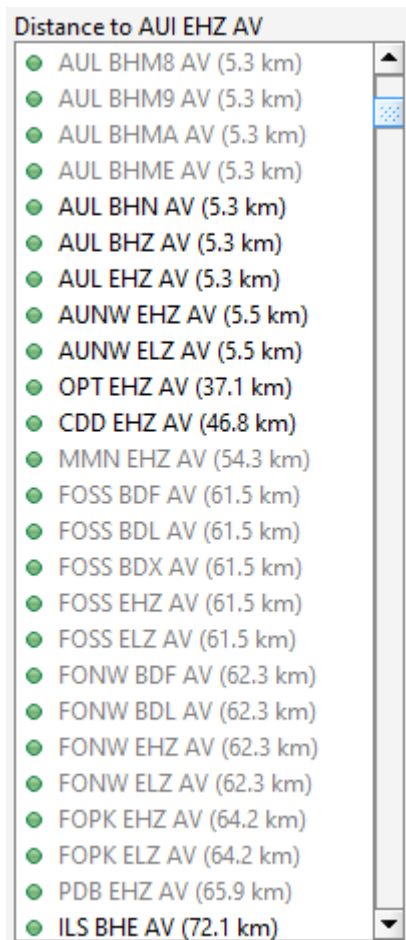 Distance to AUI EHZ AV
AUL BHM8 AV (5.3 km)
AUL BHM9 AV (5.3 km)
AUL BHMA AV (5.3 km)
AUL BHME AV (5.3 km)
AUL BHN AV (5.3 km)
AUL BHZ AV (5.3 km)
AUL EHZ AV (5.3 km)
AUNW EHZ AV (5.5 km)
AUNW ELZ AV (5.5 km)
OPT EHZ AV (37.1 km)
CDD EHZ AV (46.8 km)
MMN EHZ AV (54.3 km)
FOSS BDF AV (61.5 km)
FOSS BDL AV (61.5 km)
FOSS BDX AV (61.5 km)
FOSS EHZ AV (61.5 km)
FOSS ELZ AV (61.5 km)
FONW BDF AV (62.3 km)
FONW BDL AV (62.3 km)
FONW EHZ AV (62.3 km)
FONW ELZ AV (62.3 km)
FOPK EHZ AV (64.2 km)
FOPK ELZ AV (64.2 km)
PDB EHZ AV (65.9 km)
ILS BHE AV (72.1 km)